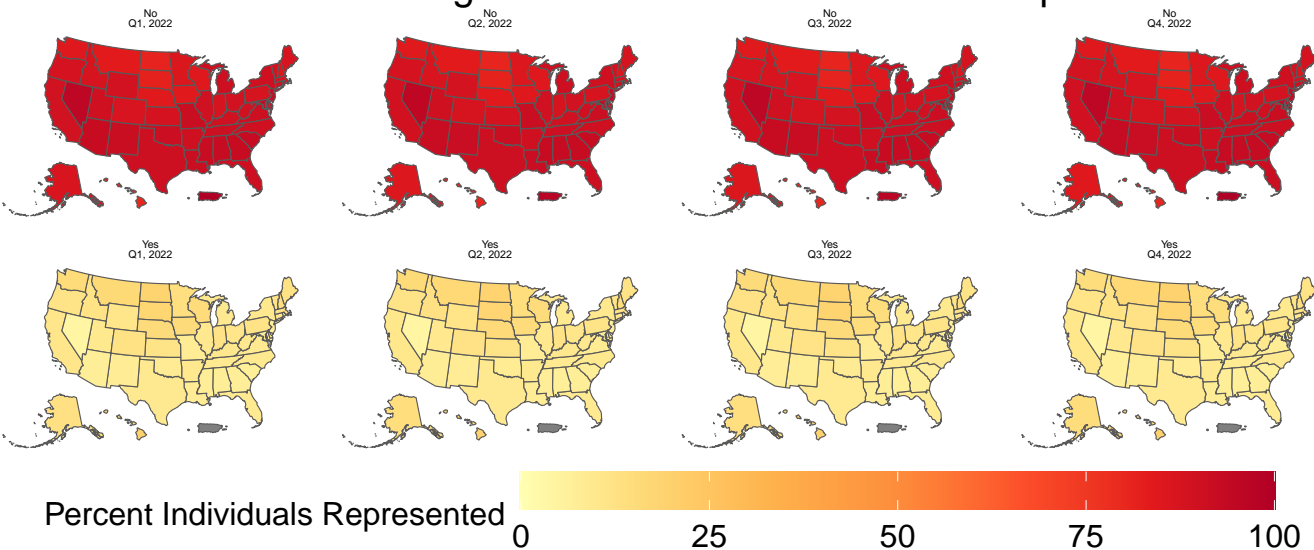 No
Q1, 2022
No
Q2, 2022
No
Q3, 2022
No
Q4, 2022
Yes
Q1, 2022
Yes
Q2, 2022
Yes
Q3, 2022
Yes
Q4, 2022
Percent Individuals Represented
0 25 50 75 100